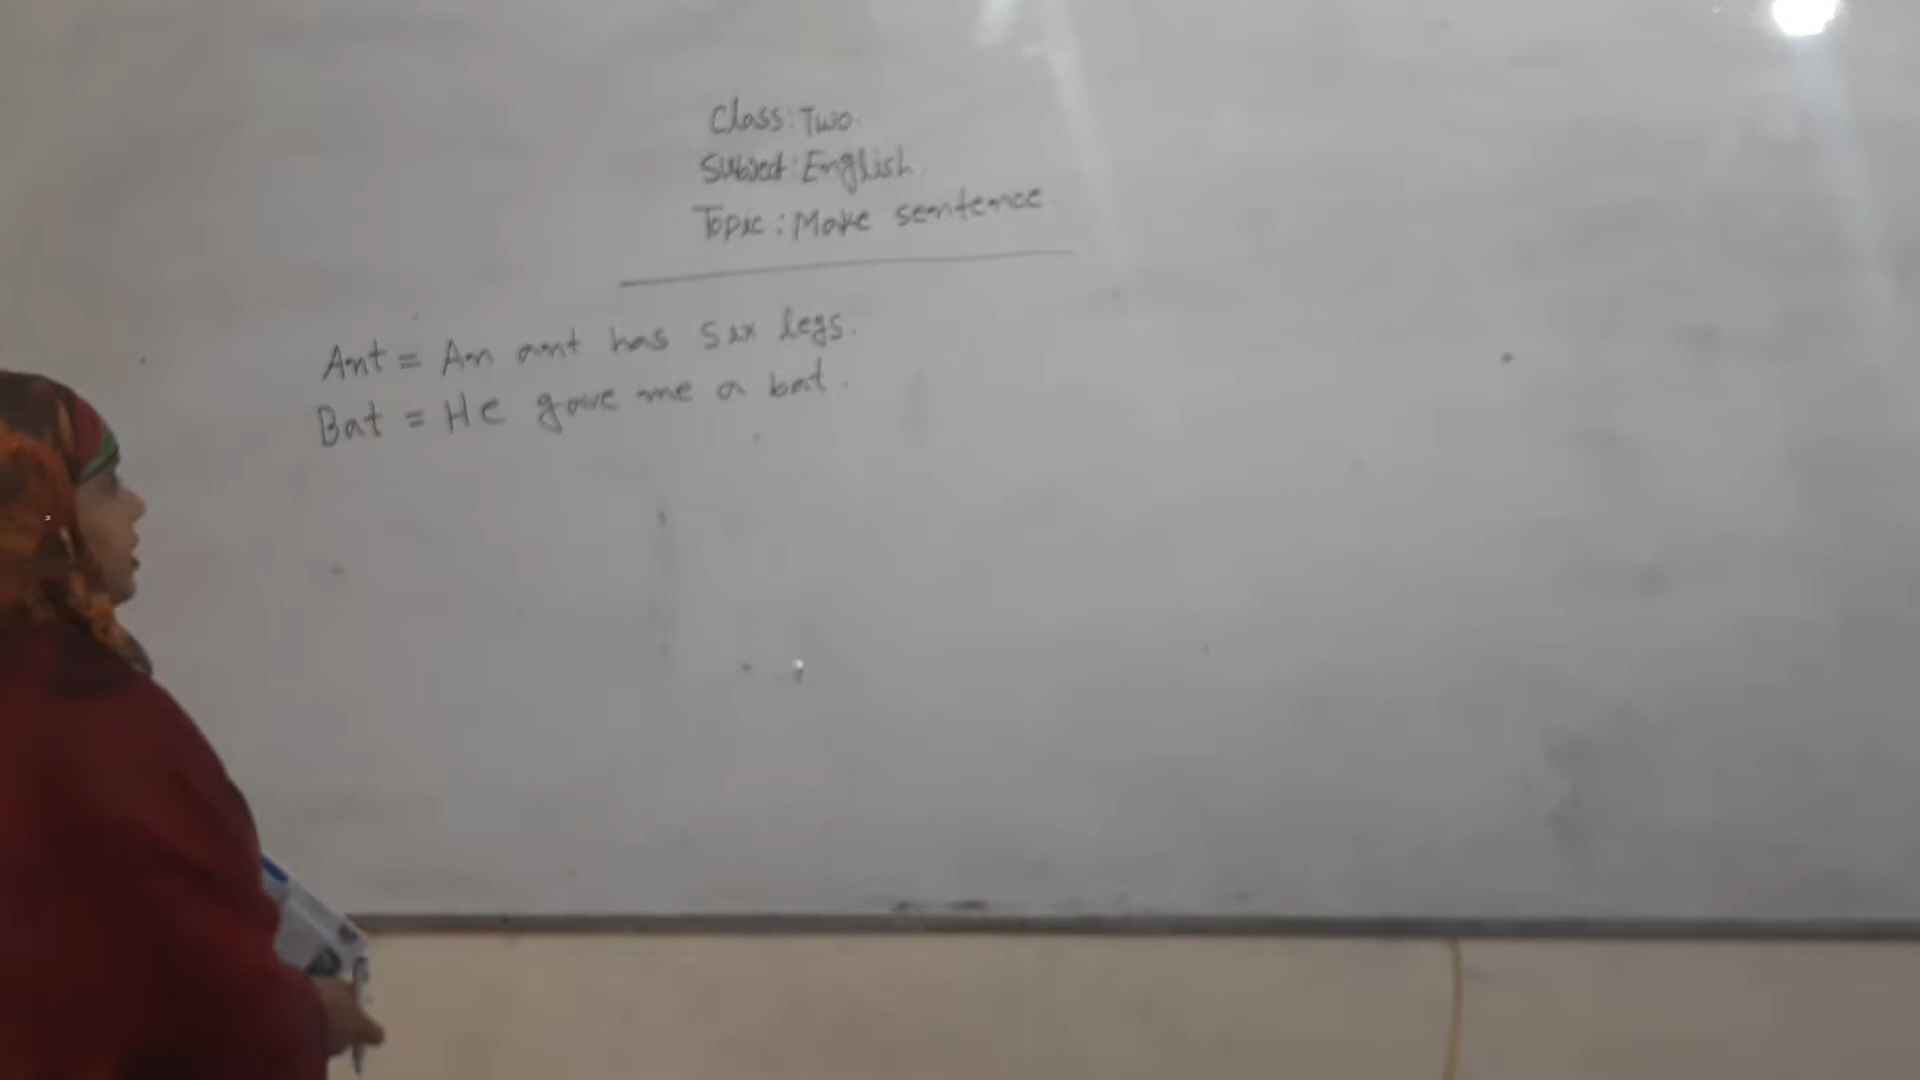 Class: Two.
Subject: English.
Topic: Make sentence
Ant = An ant has six legs.
Bat = He gave me a bat.